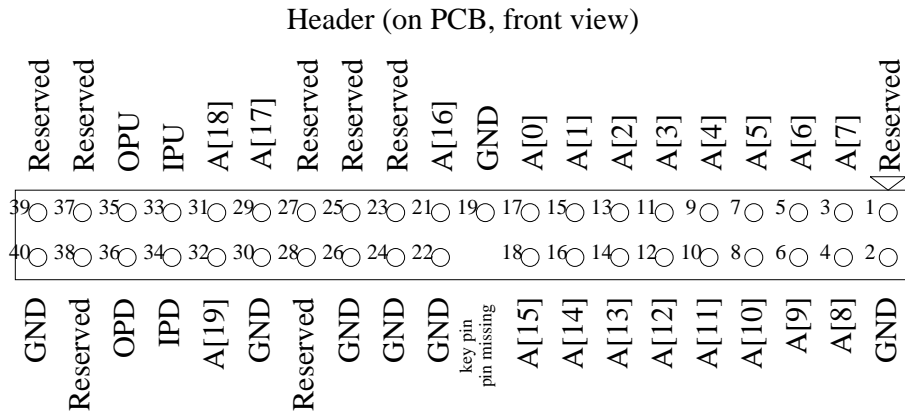 Header (on PCB, front view)
Reserved
Reserved
OPU
IPU
A[18]
A[17]
Reserved
Reserved
Reserved
A[16]
GND
A[0]
A[1]
A[2]
A[3]
A[4]
A[5]
A[6]
A[7]
Reserved
39 37 35 33 31 29 27 25 23 21 19 17 15 13 11 9 7 5 3 1
40 38 36 34 32 30 28 26 24 22 18 16 14 12 10 8 6 4 2
GND
Reserved
OPD
IPD
A[19]
GND
Reserved
GND
GND
GND
key pin
pin missing
A[15]
A[14]
A[13]
A[12]
A[11]
A[10]
A[9]
A[8]
GND